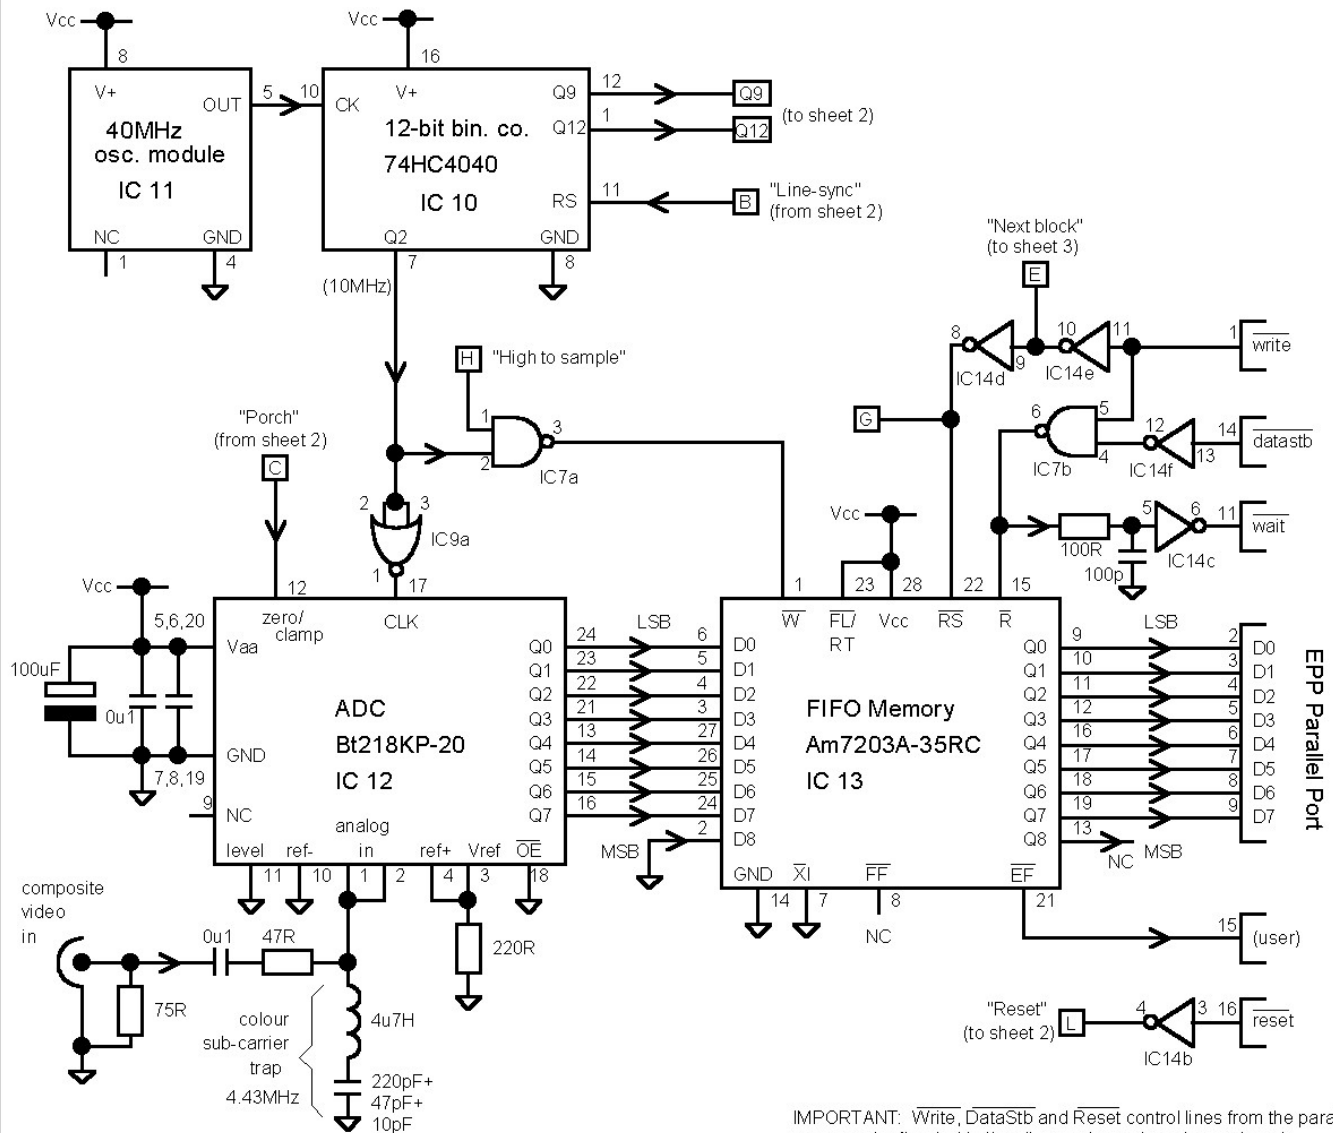 Vcc
8
V+
OUT
40MHz
osc. module
IC 11
NC
GND
1
4
5
10
Vcc
16
CK
V+
Q9
12
Q9
12-bit bin. co.
Q12
1
Q12
(to sheet 2)
74HC4040
IC 10
RS
11
B
"Line-sync"
(from sheet 2)
Q2
GND
7
8
(10MHz)
"Next block"
(to sheet 3)
E
H
"High to sample"
8
9
10
11
1
write
IC14d
IC14e
"Porch"
(from sheet 2)
C
1
2
3
IC7a
G
6
5
4
12
13
14
datastb
IC7b
IC14f
2
3
IC9a
1
Vcc
100R
5
6
11
wait
100p
IC14c
Vcc
12
17
1
23
28
22
15
5,6,20
zero/
clamp
CLK
W
FL/
RT
Vcc
RS
R
100uF
0u1
Vaa
GND
7,8,19
9
NC
ADC
Bt218KP-20
IC 12
LSB
Q0
24
6
D0
Q1
23
5
D1
Q2
22
4
D2
Q3
21
3
D3
Q4
13
27
D4
Q5
14
26
D5
Q6
15
25
D6
Q7
16
24
D7
MSB
2
D8
FIFO Memory
Am7203A-35RC
IC 13
LSB
Q0
9
2
D0
Q1
10
3
D1
Q2
11
4
D2
Q3
12
5
D3
Q4
16
6
D4
Q5
17
7
D5
Q6
18
8
D6
Q7
19
9
D7
Q8
13
NC
MSB
EPP Parallel Port
analog
level
ref-
in
ref+
Vref
OE
11
10
1
2
4
3
18
GND
XI
FF
EF
14
7
8
21
NC
composite
video
in
0u1
47R
220R
75R
15
(user)
colour
sub-carrier
trap
4.43MHz
4u7H
220pF+
47pF+
10pF
"Reset"
(to sheet 2)
L
4
3
16
reset
IC14b
IMPORTANT: Write, DataStb and Reset control lines from the para